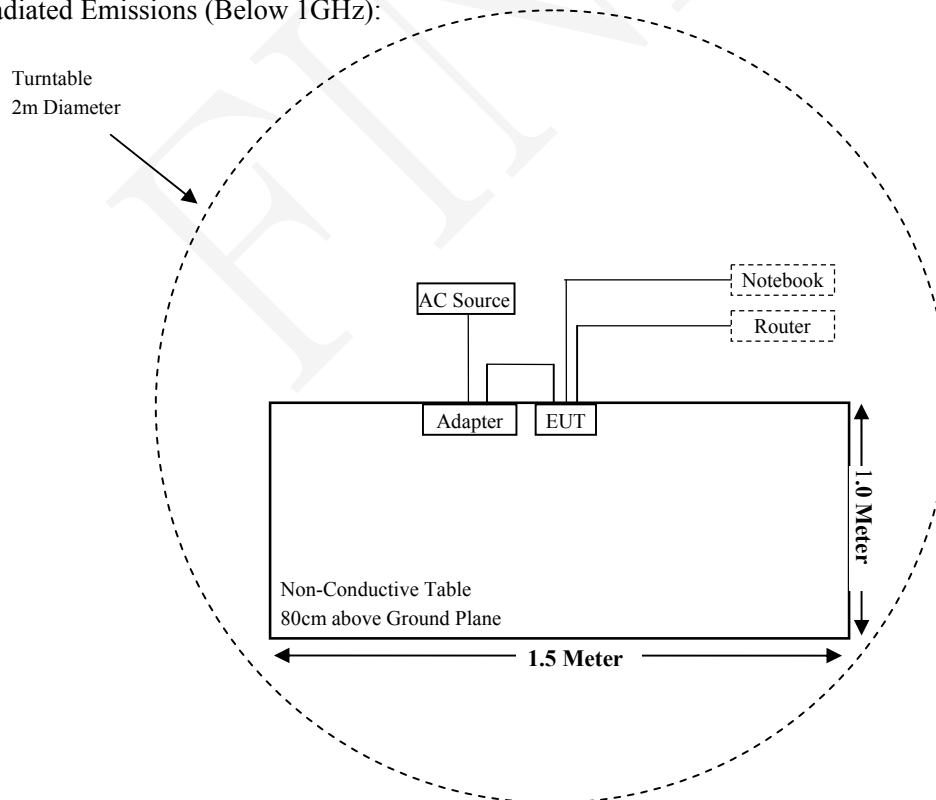 adiated Emissions (Below 1GHz):
Turntable
2m Diameter
Notebook
AC Source
Router
Adapter
EUT
1.0 Meter
Non-Conductive Table
80cm above Ground Plane
1.5 Meter